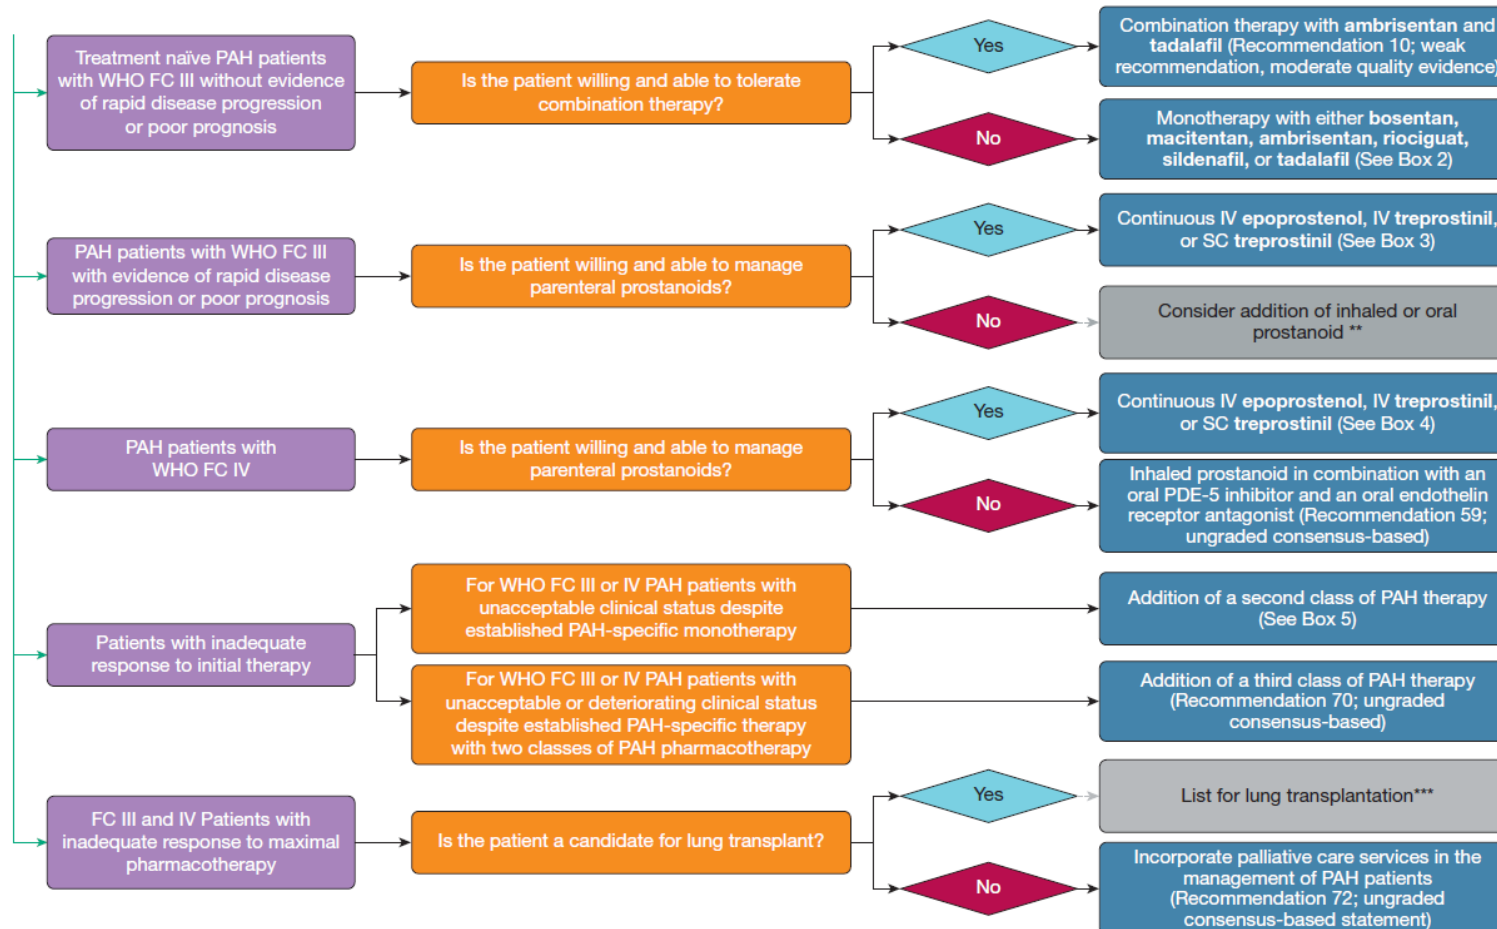 Treatment naïve PAH patients
with WHO FC III without evidence
of rapid disease progression
or poor prognosis
Is the patient willing and able to tolerate
combination therapy?
Yes
Combination therapy with ambrisentan and
tadalafil (Recommendation 10; weak
recommendation, moderate quality evidence)
No
Monotherapy with either bosentan,
macitentan, ambrisentan, riociguat,
sildenafil, or tadalafil (See Box 2)
PAH patients with WHO FC III
with evidence of rapid disease
progression or poor prognosis
Is the patient willing and able to manage
parenteral prostanoids?
Yes
Continuous IV epoprostenol, IV treprostinil,
or SC treprostinil (See Box 3)
No
Consider addition of inhaled or oral
prostanoid **
PAH patients with
WHO FC IV
Is the patient willing and able to manage
parenteral prostanoids?
Yes
Continuous IV epoprostenol, IV treprostinil,
or SC treprostinil (See Box 4)
No
Inhaled prostanoid in combination with an
oral PDE-5 inhibitor and an oral endothelin
receptor antagonist (Recommendation 59;
ungraded consensus-based)
Patients with inadequate
response to initial therapy
For WHO FC III or IV PAH patients with
unacceptable clinical status despite
established PAH-specific monotherapy
Addition of a second class of PAH therapy
(See Box 5)
For WHO FC III or IV PAH patients with
unacceptable or deteriorating clinical status
despite established PAH-specific therapy
with two classes of PAH pharmacotherapy
Addition of a third class of PAH therapy
(Recommendation 70; ungraded
consensus-based)
FC III and IV Patients with
inadequate response to maximal
pharmacotherapy
Is the patient a candidate for lung transplant?
Yes
List for lung transplantation***
No
Incorporate palliative care services in the
management of PAH patients
(Recommendation 72; ungraded
consensus-based statement)